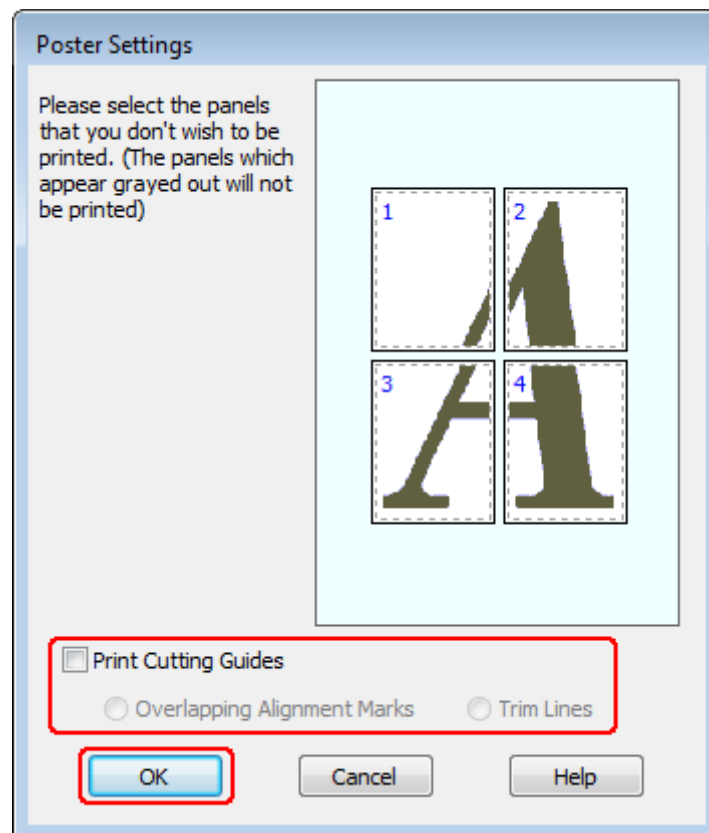 Poster Settings
Please select the panels
that you don't wish to be
printed. (The panels which
appear grayed out will not
be printed)
1 2
3 4
Print Cutting Guides
Overlapping Alignment Marks Trim Lines
OK Cancel Help